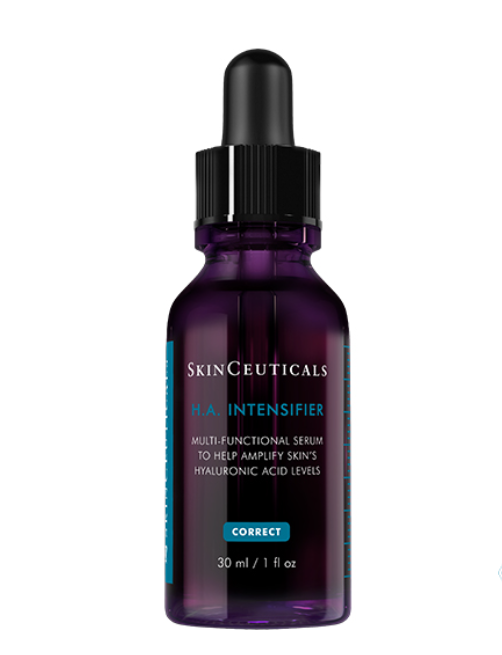 SKINCEUTICALS
H.A. INTENSIFIER
MULTI-FUNCTIONAL SERUM
TO HELP AMPLIFY SKIN'S
HYALURONIC ACID LEVELS
CORRECT
30 ml / 1 fl oz